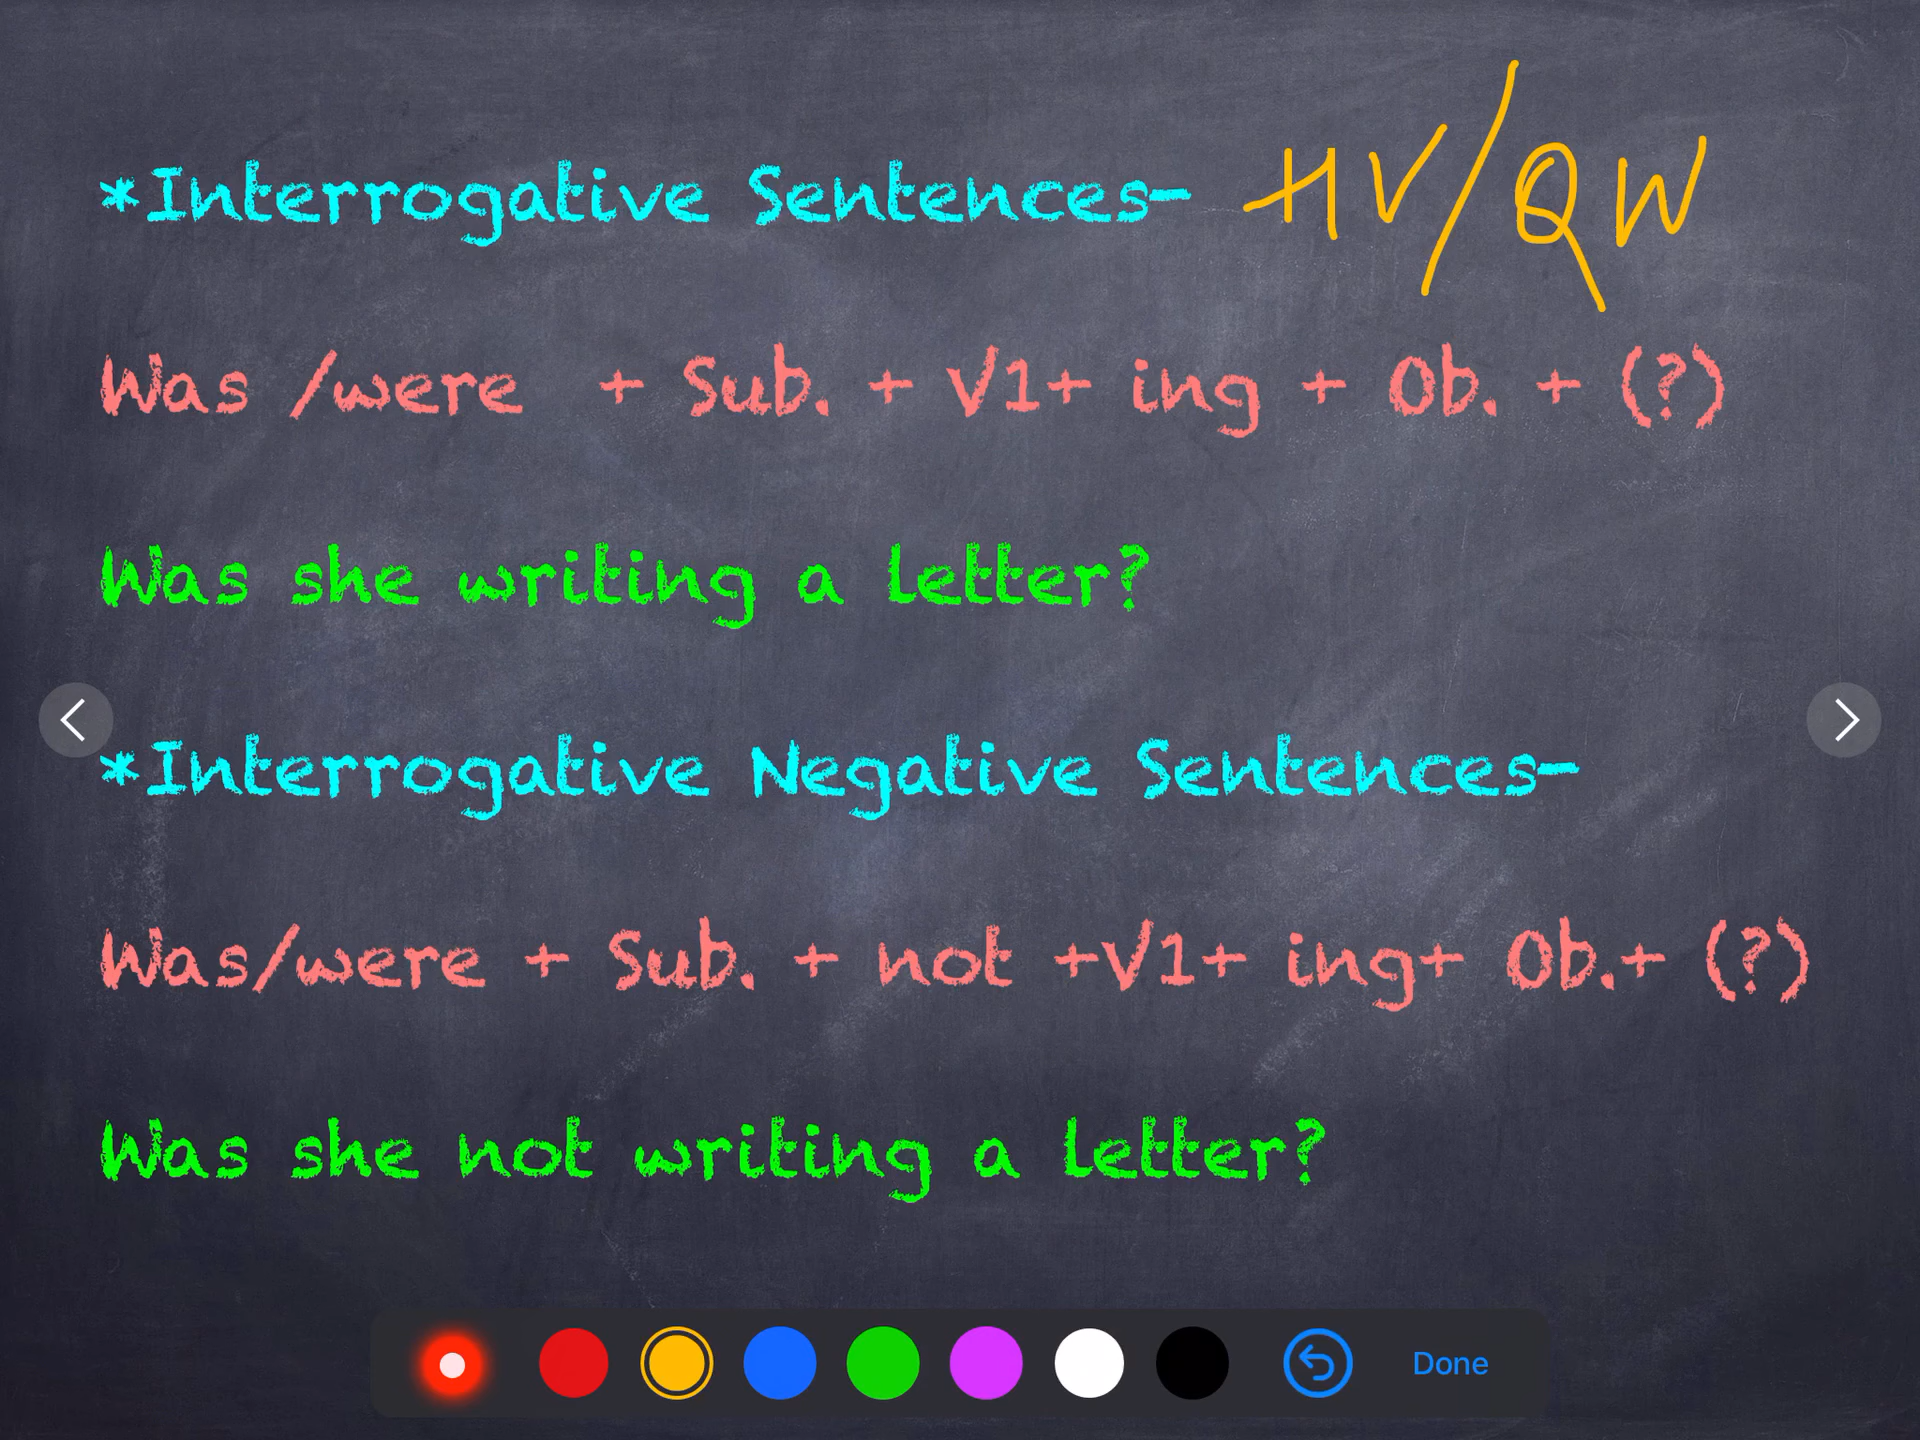 *Interrogative Sentences- HV/QW
Was /were + Sub. + V1+ ing + Ob. + (?)
Was she writing a letter?
*Interrogative Negative Sentences-
Was/were + Sub. + not +V1+ ing+ Ob.+ (?)
Was she not writing a letter?
Done